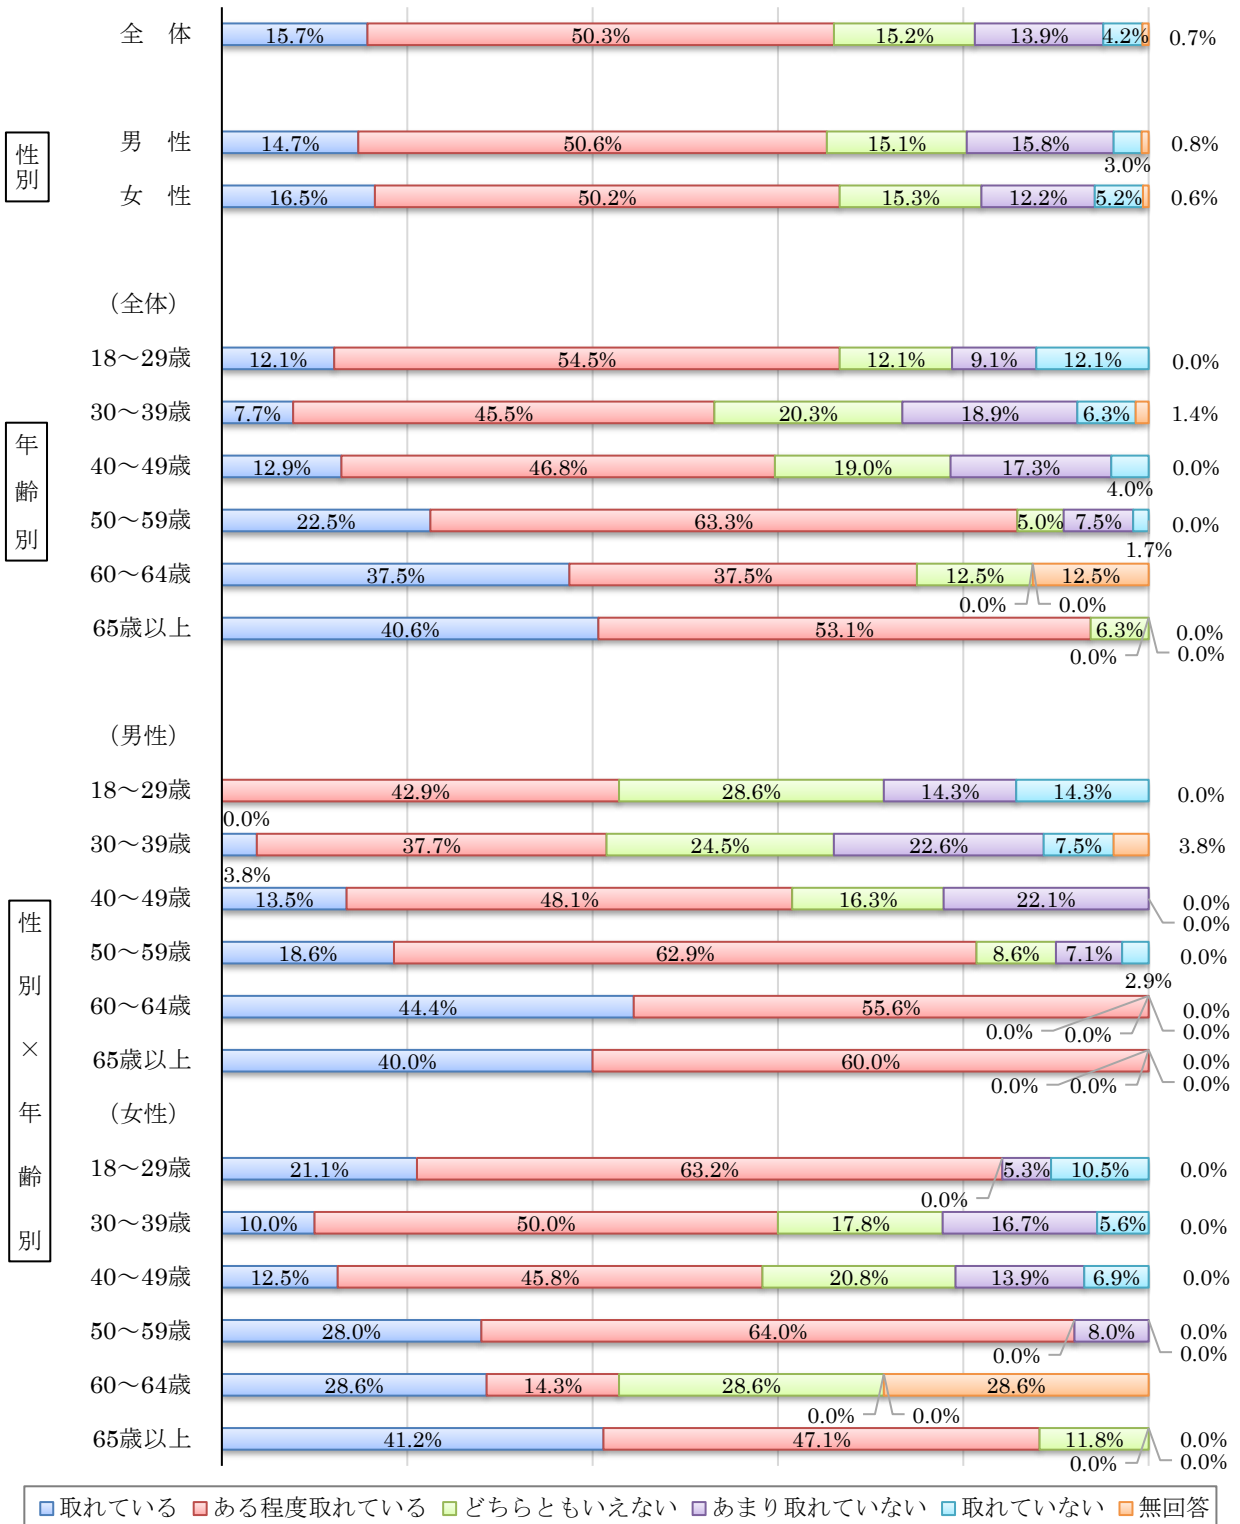 全　体 15.7% 50.3% 15.2% 13.9% 4.2% 0.7%
性別
男　性 14.7% 50.6% 15.1% 15.8% 3.0% 0.8%
女　性 16.5% 50.2% 15.3% 12.2% 5.2% 0.6%
年齢別
（全体）
18～29歳 12.1% 54.5% 12.1% 9.1% 12.1% 0.0%
30～39歳 7.7% 45.5% 20.3% 18.9% 6.3% 1.4%
40～49歳 12.9% 46.8% 19.0% 17.3% 4.0% 0.0%
50～59歳 22.5% 63.3% 5.0% 7.5% 1.7% 0.0%
60～64歳 37.5% 37.5% 12.5% 0.0% 0.0% 12.5%
65歳以上 40.6% 53.1% 6.3% 0.0% 0.0% 0.0%
性別×年齢別
（男性）
18～29歳 0.0% 42.9% 28.6% 14.3% 14.3% 0.0%
30～39歳 3.8% 37.7% 24.5% 22.6% 7.5% 3.8%
40～49歳 13.5% 48.1% 16.3% 22.1% 0.0% 0.0%
50～59歳 18.6% 62.9% 8.6% 7.1% 2.9% 0.0%
60～64歳 44.4% 55.6% 0.0% 0.0% 0.0% 0.0%
65歳以上 40.0% 60.0% 0.0% 0.0% 0.0% 0.0%
（女性）
18～29歳 21.1% 63.2% 0.0% 5.3% 10.5% 0.0%
30～39歳 10.0% 50.0% 17.8% 16.7% 5.6% 0.0%
40～49歳 12.5% 45.8% 20.8% 13.9% 6.9% 0.0%
50～59歳 28.0% 64.0% 0.0% 8.0% 0.0% 0.0%
60～64歳 28.6% 14.3% 28.6% 0.0% 0.0% 28.6%
65歳以上 41.2% 47.1% 11.8% 0.0% 0.0% 0.0%
取れている ある程度取れている どちらともいえない あまり取れていない 取れていない 無回答